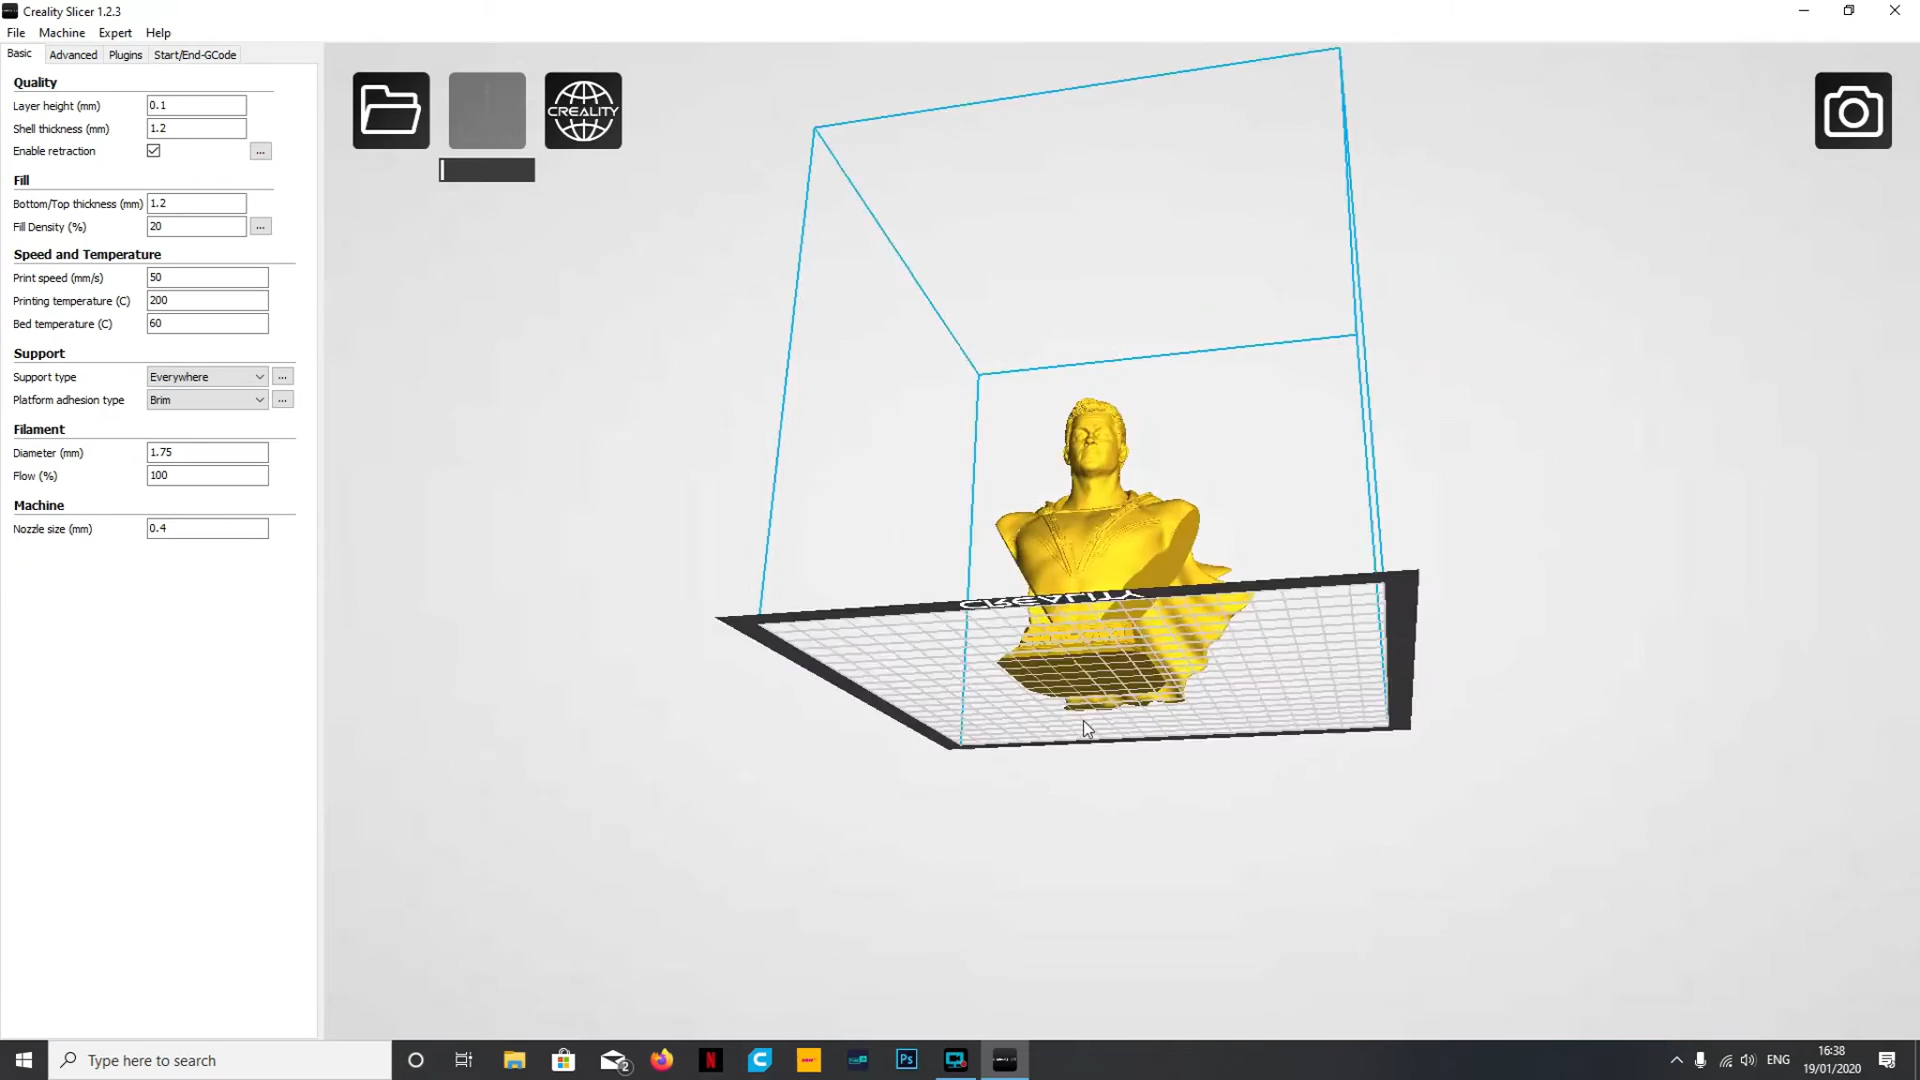 Creality Slicer 1.2.3
File Machine Expert Help
Basic Advanced Plugins Start/End-GCode
Quality
Layer height (mm) 0.1
Shell thickness (mm) 1.2
Enable retraction ...
Fill
Bottom/Top thickness (mm) 1.2
Fill Density (%) 20 ...
Speed and Temperature
Print speed (mm/s) 50
Printing temperature (C) 200
Bed temperature (C) 60
Support
Support type Everywhere ...
Platform adhesion type Brim ...
Filament
Diameter (mm) 1.75
Flow (%) 100
Machine
Nozzle size (mm) 0.4
CREALITY
CREALITY
Type here to search
2
N
C
Ps
ENG
16:38
19/01/2020